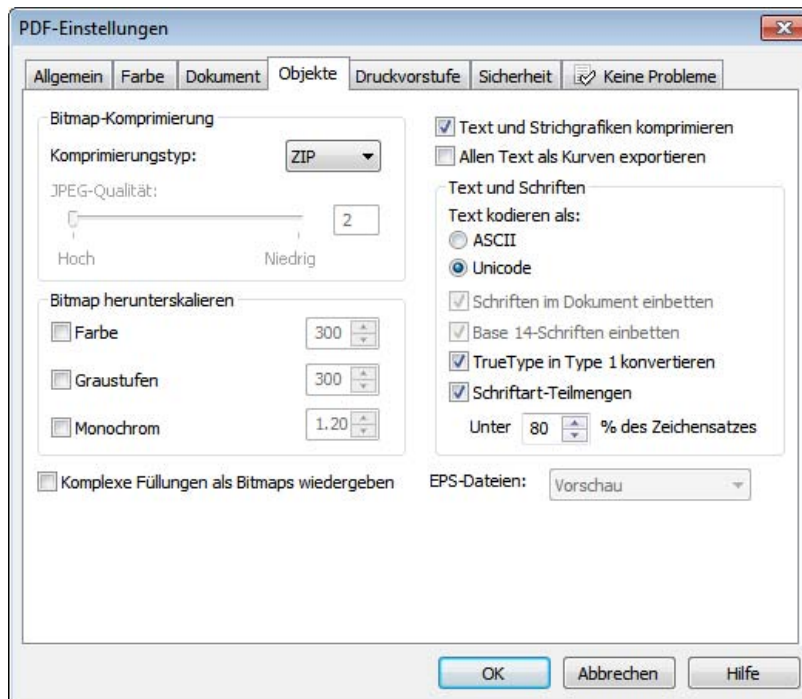 PDF-Einstellungen
Allgemein Farbe Dokument Objekte Druckvorstufe Sicherheit Keine Probleme
Bitmap-Komprimierung
Komprimierungstyp: ZIP
JPEG-Qualität:
2
Hoch Niedrig
Bitmap herunterskalieren
Farbe 300
Graustufen 300
Monochrom 1.20
Komplexe Füllungen als Bitmaps wiedergeben
Text und Strichgrafiken komprimieren
Allen Text als Kurven exportieren
Text und Schriften
Text kodieren als:
ASCII
Unicode
Schriften im Dokument einbetten
Base 14-Schriften einbetten
TrueType in Type 1 konvertieren
Schriftart-Teilmengen
Unter 80 % des Zeichensatzes
EPS-Dateien: Vorschau
OK Abbrechen Hilfe